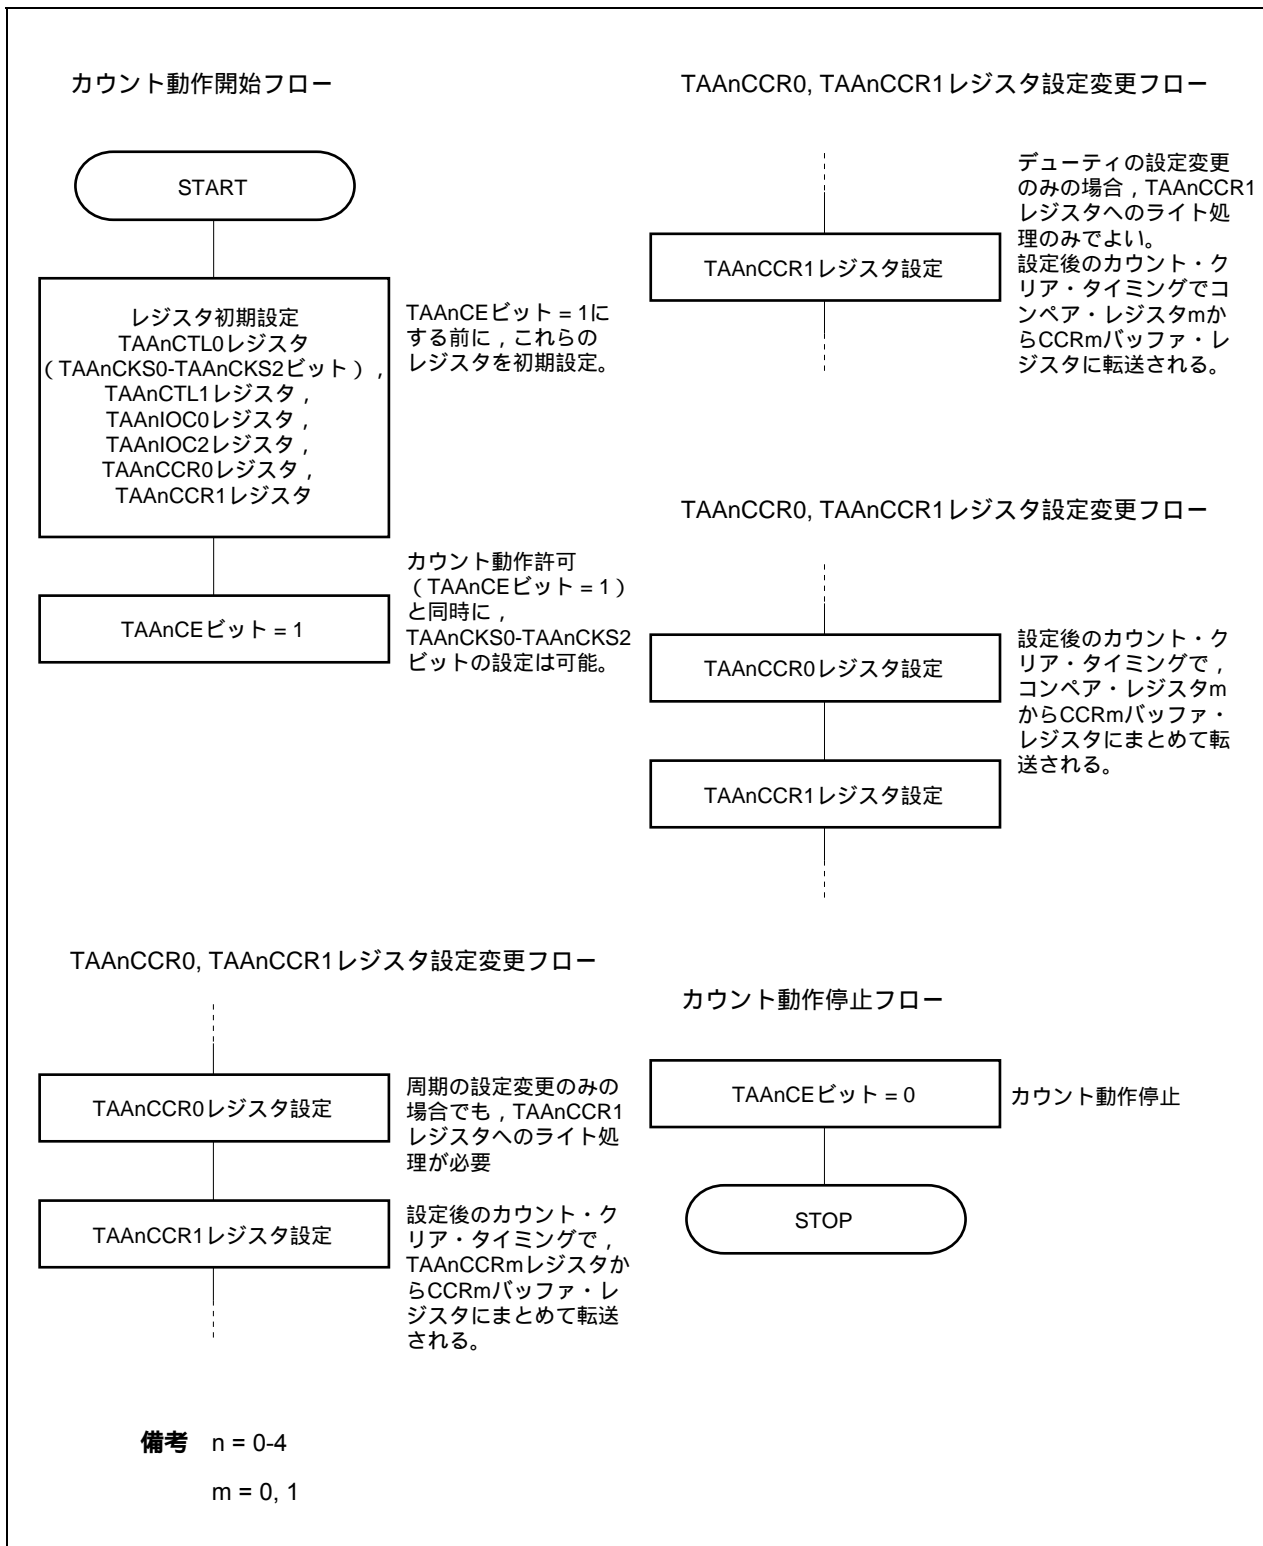 カウント動作開始フロー
START
レジスタ初期設定
TAAnCTL0レジスタ
（TAAnCKS0-TAAnCKS2ビット），
TAAnCTL1レジスタ，
TAAnIOC0レジスタ，
TAAnIOC2レジスタ，
TAAnCCR0レジスタ，
TAAnCCR1レジスタ
TAAnCEビット = 1に
する前に，これらの
レジスタを初期設定。
TAAnCEビット = 1
カウント動作許可
（TAAnCEビット = 1）
と同時に，
TAAnCKS0-TAAnCKS2
ビットの設定は可能。
TAAnCCR0, TAAnCCR1レジスタ設定変更フロー
TAAnCCR0レジスタ設定
周期の設定変更のみの
場合でも，TAAnCCR1
レジスタへのライト処
理が必要
TAAnCCR1レジスタ設定
設定後のカウント・ク
リア・タイミングで，
TAAnCCRmレジスタか
らCCRmバッファ・レ
ジスタにまとめて転送
される。
TAAnCCR0, TAAnCCR1レジスタ設定変更フロー
TAAnCCR1レジスタ設定
デューティの設定変更
のみの場合，TAAnCCR1
レジスタへのライト処
理のみでよい。
設定後のカウント・ク
リア・タイミングでコ
ンペア・レジスタmか
らCCRmバッファ・レ
ジスタに転送される。
TAAnCCR0, TAAnCCR1レジスタ設定変更フロー
TAAnCCR0レジスタ設定
設定後のカウント・ク
リア・タイミングで，
コンペア・レジスタm
からCCRmバッファ・
レジスタにまとめて転
送される。
TAAnCCR1レジスタ設定
カウント動作停止フロー
TAAnCEビット = 0
カウント動作停止
STOP
備考 n = 0-4
m = 0, 1